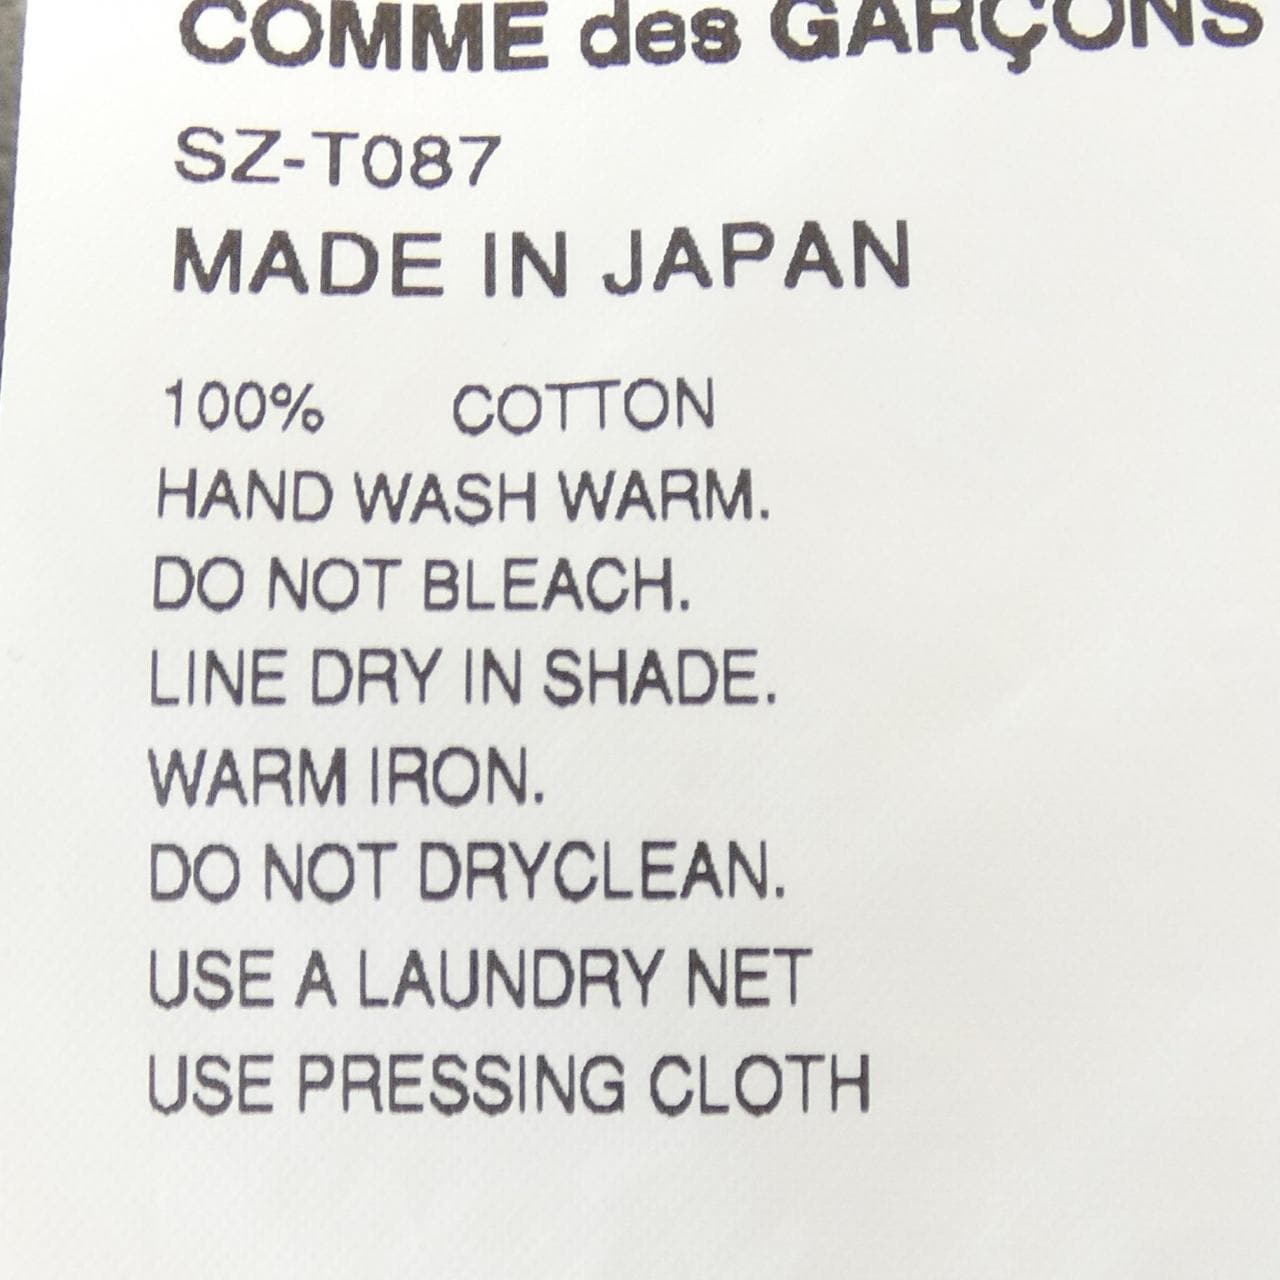 COMME des GARÇONS
SZ-T087
MADE IN JAPAN
100% COTTON
HAND WASH WARM.
DO NOT BLEACH.
LINE DRY IN SHADE.
WARM IRON.
DO NOT DRYCLEAN.
USE A LAUNDRY NET
USE PRESSING CLOTH